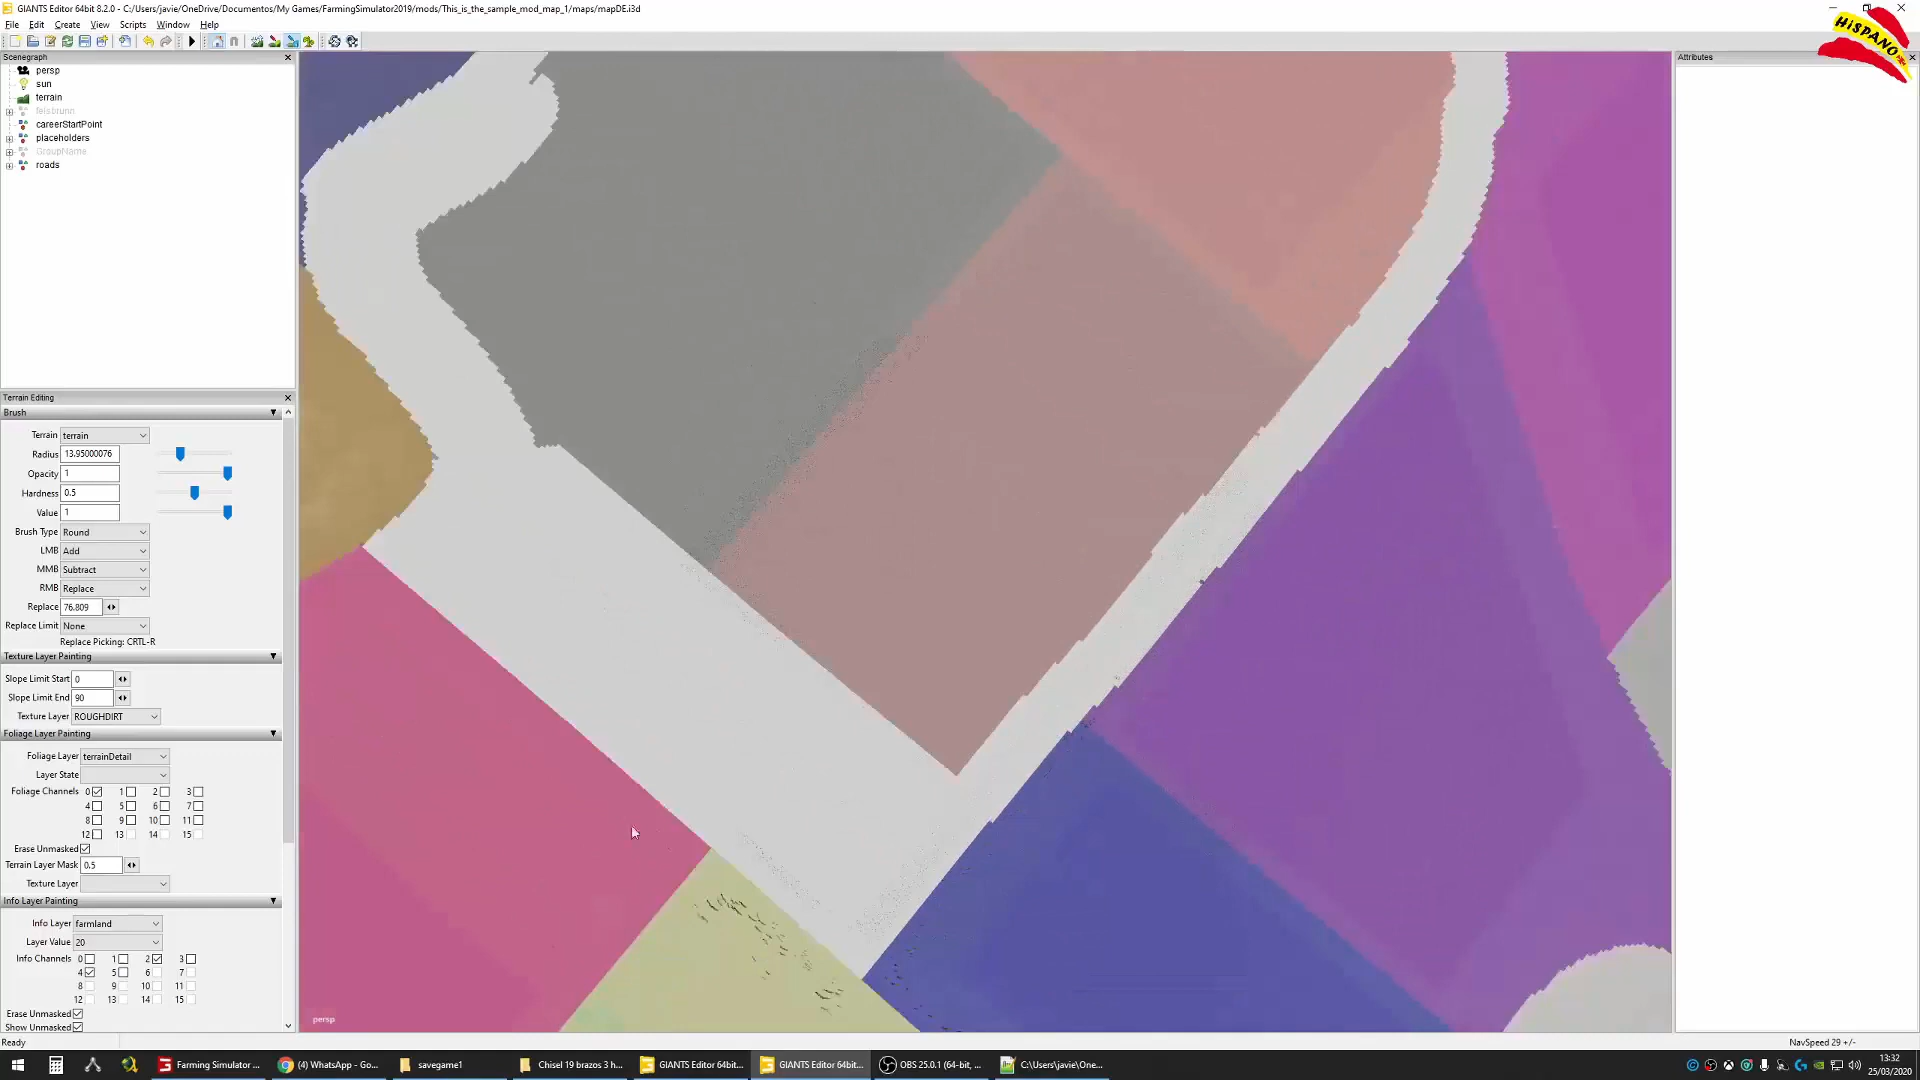 GIANTS Editor 64bit 8.2.0 - C:/Users/javie/OneDrive/Documentos/My Games/FarmingSimulator2019/mods/This_is_the_sample_mod_map_1/maps/mapDE.i3d
File Edit Create View Scripts Window Help
HISPANO
Scenegraph
Attributes
persp
sun
terrain
felsbrunn
careerStartPoint
placeholders
GroupName
roads
Terrain Editing
Brush
Terrain terrain
Radius 13.95000076
Opacity 1
Hardness 0.5
Value 1
Brush Type Round
LMB Add
MMB Subtract
RMB Replace
Replace 76.809
Replace Limit None
Replace Picking: CRTL-R
Texture Layer Painting
Slope Limit Start 0
Slope Limit End 90
Texture Layer ROUGHDIRT
Foliage Layer Painting
Foliage Layer terrainDetail
Layer State
Foliage Channels 0 1 2 3
4 5 6 7
8 9 10 11
12 13 14 15
Erase Unmasked
Terrain Layer Mask 0.5
Texture Layer
Info Layer Painting
Info Layer farmland
Layer Value 20
Info Channels 0 1 2 3
4 5 6 7
8 9 10 11
12 13 14 15
Erase Unmasked
Show Unmasked
persp
Ready
NavSpeed 29 +/-
Farming Simulator ...
(4) WhatsApp - Go...
savegame1
Chisel 19 brazos 3 h...
GIANTS Editor 64bit...
GIANTS Editor 64bit...
OBS 25.0.1 (64-bit, ...
C:\Users\javie\One...
13:32
25/03/2020